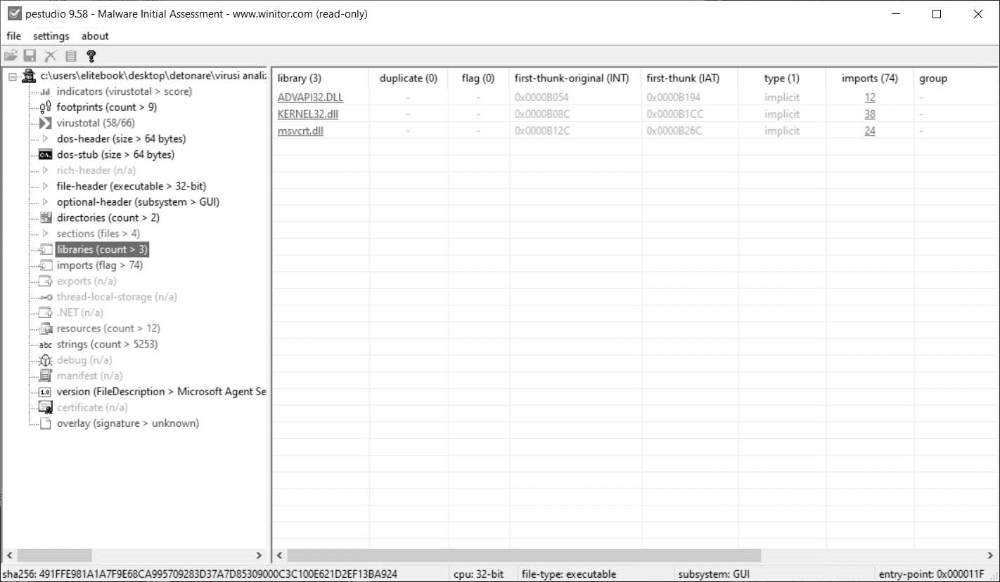 pestudio 9.58 - Malware Initial Assessment - www.winitor.com (read-only)
file settings about
c:\users\elitebook\desktop\detonare\virusi analiz
indicators (virustotal > score)
footprints (count > 9)
virustotal (58/66)
dos-header (size > 64 bytes)
dos-stub (size > 64 bytes)
rich-header (n/a)
file-header (executable > 32-bit)
optional-header (subsystem > GUI)
directories (count > 2)
sections (files > 4)
libraries (count > 3)
imports (flag > 74)
exports (n/a)
thread-local-storage (n/a)
.NET (n/a)
resources (count > 12)
abc strings (count > 5253)
debug (n/a)
manifest (n/a)
1.0 version (FileDescription > Microsoft Agent Se
certificate (n/a)
overlay (signature > unknown)
library (3) duplicate (0) flag (0) first-thunk-original (INT) first-thunk (IAT) type (1) imports (74) group
ADVAPI32.DLL - - 0x0000B054 0x0000B194 implicit 12 -
KERNEL32.dll - - 0x0000B08C 0x0000B1CC implicit 38 -
msvcrt.dll - - 0x0000B12C 0x0000B26C implicit 24 -
sha256: 491FFE981A1A7F9E68CA995709283D37A7D85309000C3C100E621D2EF13BA924 cpu: 32-bit file-type: executable subsystem: GUI entry-point: 0x000011F